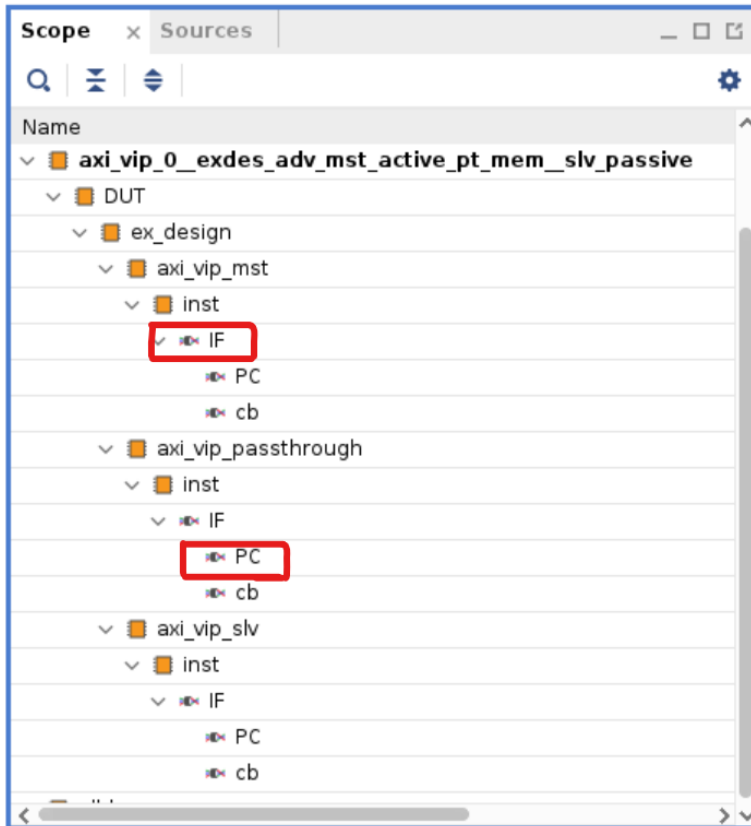 Scope × Sources
Name
axi_vip_0__exdes_adv_mst_active_pt_mem__slv_passive
DUT
ex_design
axi_vip_mst
inst
IF
PC
cb
axi_vip_passthrough
inst
IF
PC
cb
axi_vip_slv
inst
IF
PC
cb